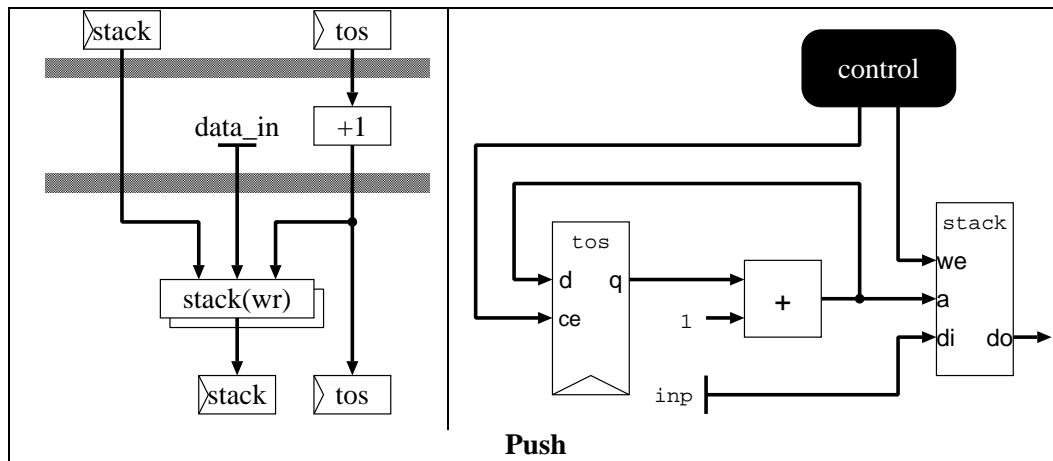 stack
tos
data_in
+1
stack(wr)
stack
tos
control
tos
d
q
ce
1
+
stack
we
a
di
do
inp
Push